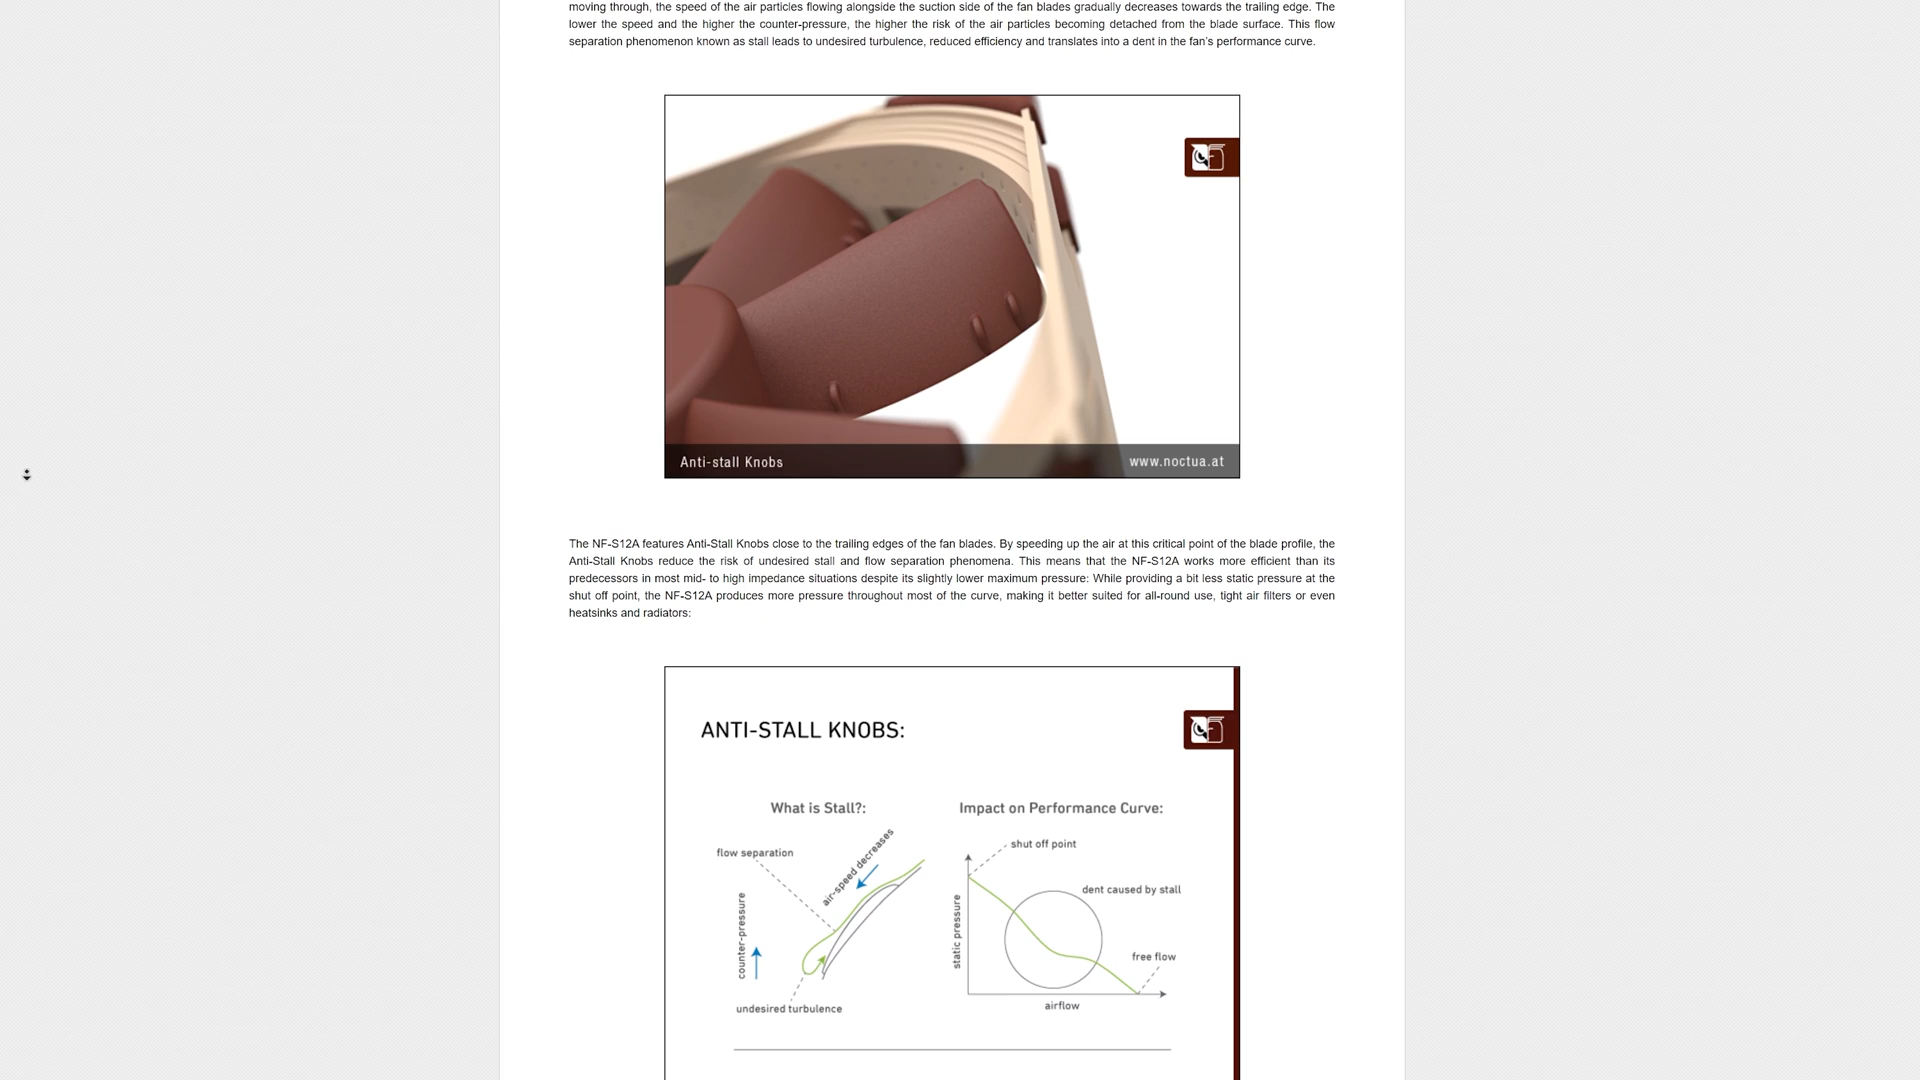 moving through, the speed of the air particles flowing alongside the suction side of the fan blades gradually decreases towards the trailing edge. The
lower the speed and the higher the counter-pressure, the higher the risk of the air particles becoming detached from the blade surface. This flow
separation phenomenon known as stall leads to undesired turbulence, reduced efficiency and translates into a dent in the fan's performance curve.
Anti-stall Knobs
www.noctua.at
The NF-S12A features Anti-Stall Knobs close to the trailing edges of the fan blades. By speeding up the air at this critical point of the blade profile, the
Anti-Stall Knobs reduce the risk of undesired stall and flow separation phenomena. This means that the NF-S12A works more efficient than its
predecessors in most mid- to high impedance situations despite its slightly lower maximum pressure: While providing a bit less static pressure at the
shut off point, the NF-S12A produces more pressure throughout most of the curve, making it better suited for all-round use, tight air filters or even
heatsinks and radiators:
ANTI-STALL KNOBS:
What is Stall?:
flow separation
air-speed decreases
counter-pressure
undesired turbulence
Impact on Performance Curve:
shut off point
dent caused by stall
static pressure
free flow
airflow